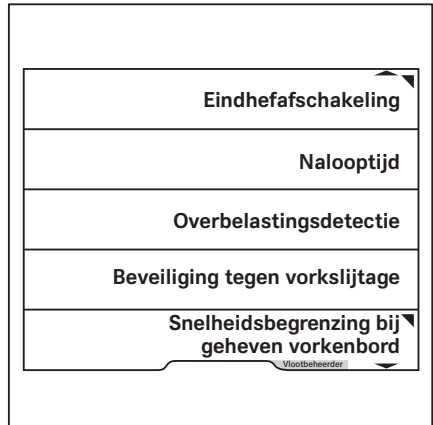 Eindhefafschakeling
Nalooptijd
Overbelastingsdetectie
Beveiliging tegen vorkslijtage
Snelheidsbegrenzing bij
geheven vorkenbord
Vlootbeheerder